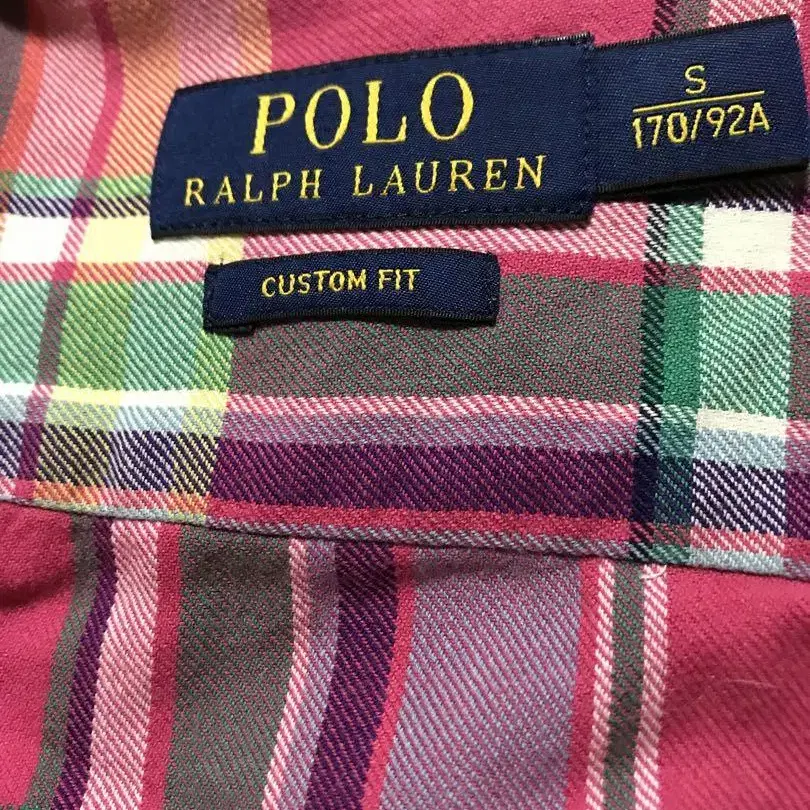 POLO
RALPH LAUREN
S
170/92A
CUSTOM FIT